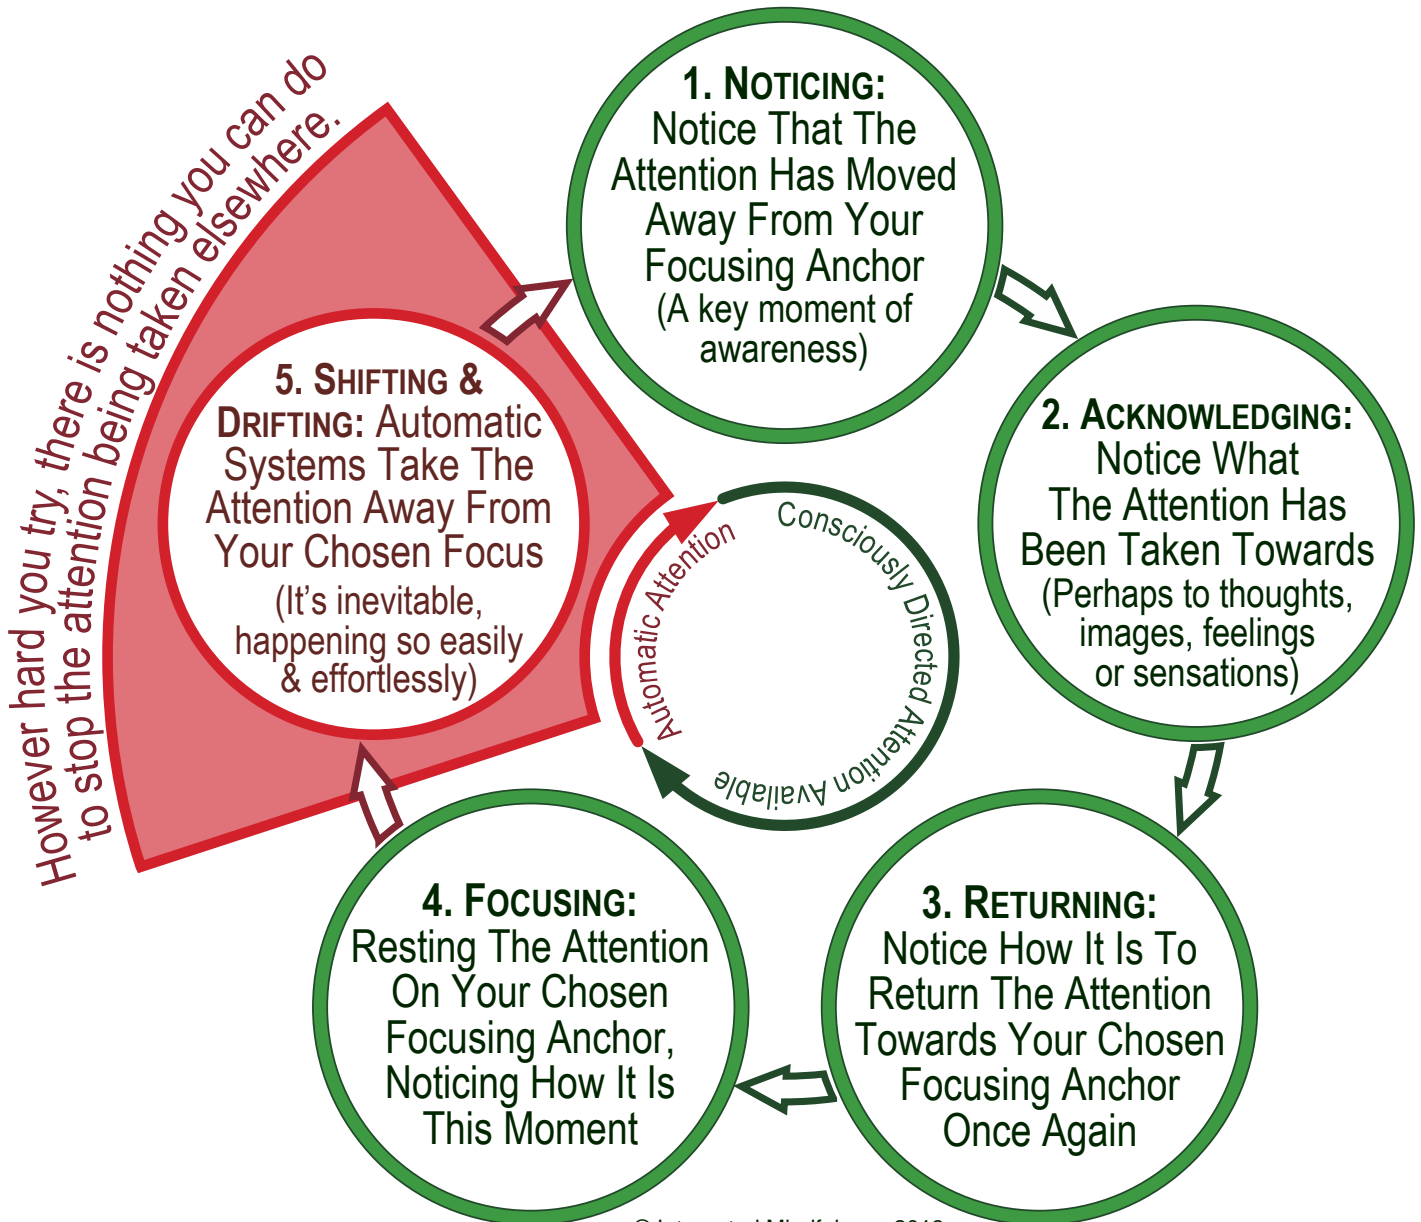 However hard you try, there is nothing you can do
to stop the attention being taken elsewhere.
1. NOTICING:
Notice That The
Attention Has Moved
Away From Your
Focusing Anchor
(A key moment of
awareness)
2. ACKNOWLEDGING:
Notice What
The Attention Has
Been Taken Towards
(Perhaps to thoughts,
images, feelings
or sensations)
3. RETURNING:
Notice How It Is To
Return The Attention
Towards Your Chosen
Focusing Anchor
Once Again
4. FOCUSING:
Resting The Attention
On Your Chosen
Focusing Anchor,
Noticing How It Is
This Moment
5. SHIFTING &
DRIFTING: Automatic
Systems Take The
Attention Away From
Your Chosen Focus
(It's inevitable,
happening so easily
& effortlessly)
Automatic Attention
Consciously Directed Attention Available